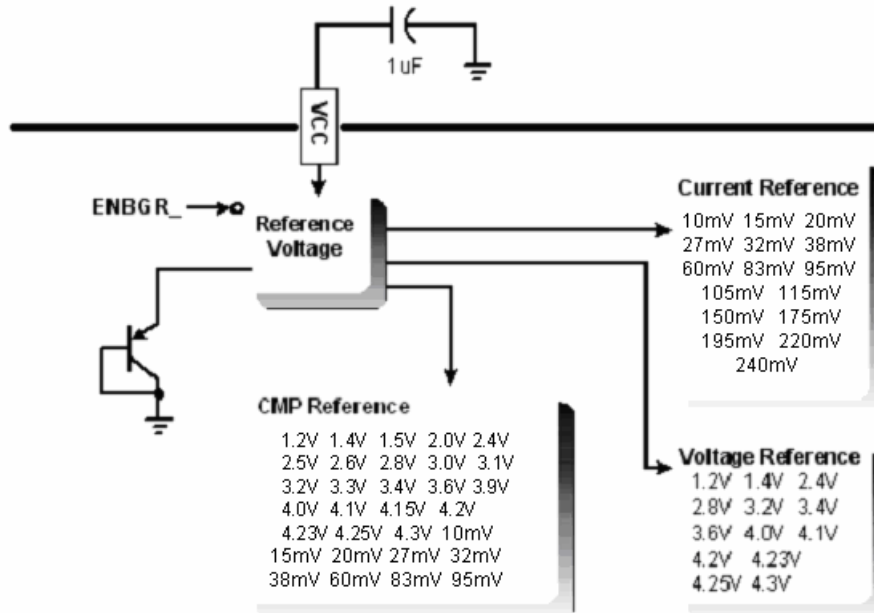 1uF
VCC
ENBGR_
Reference
Voltage
Current Reference
10mV 15mV 20mV
27mV 32mV 38mV
60mV 83mV 95mV
105mV 115mV
150mV 175mV
195mV 220mV
240mV
CMP Reference
1.2V 1.4V 1.5V 2.0V 2.4V
2.5V 2.6V 2.8V 3.0V 3.1V
3.2V 3.3V 3.4V 3.6V 3.9V
4.0V 4.1V 4.15V 4.2V
4.23V 4.25V 4.3V 10mV
15mV 20mV 27mV 32mV
38mV 60mV 83mV 95mV
Voltage Reference
1.2V 1.4V 2.4V
2.8V 3.2V 3.4V
3.6V 4.0V 4.1V
4.2V 4.23V
4.25V 4.3V